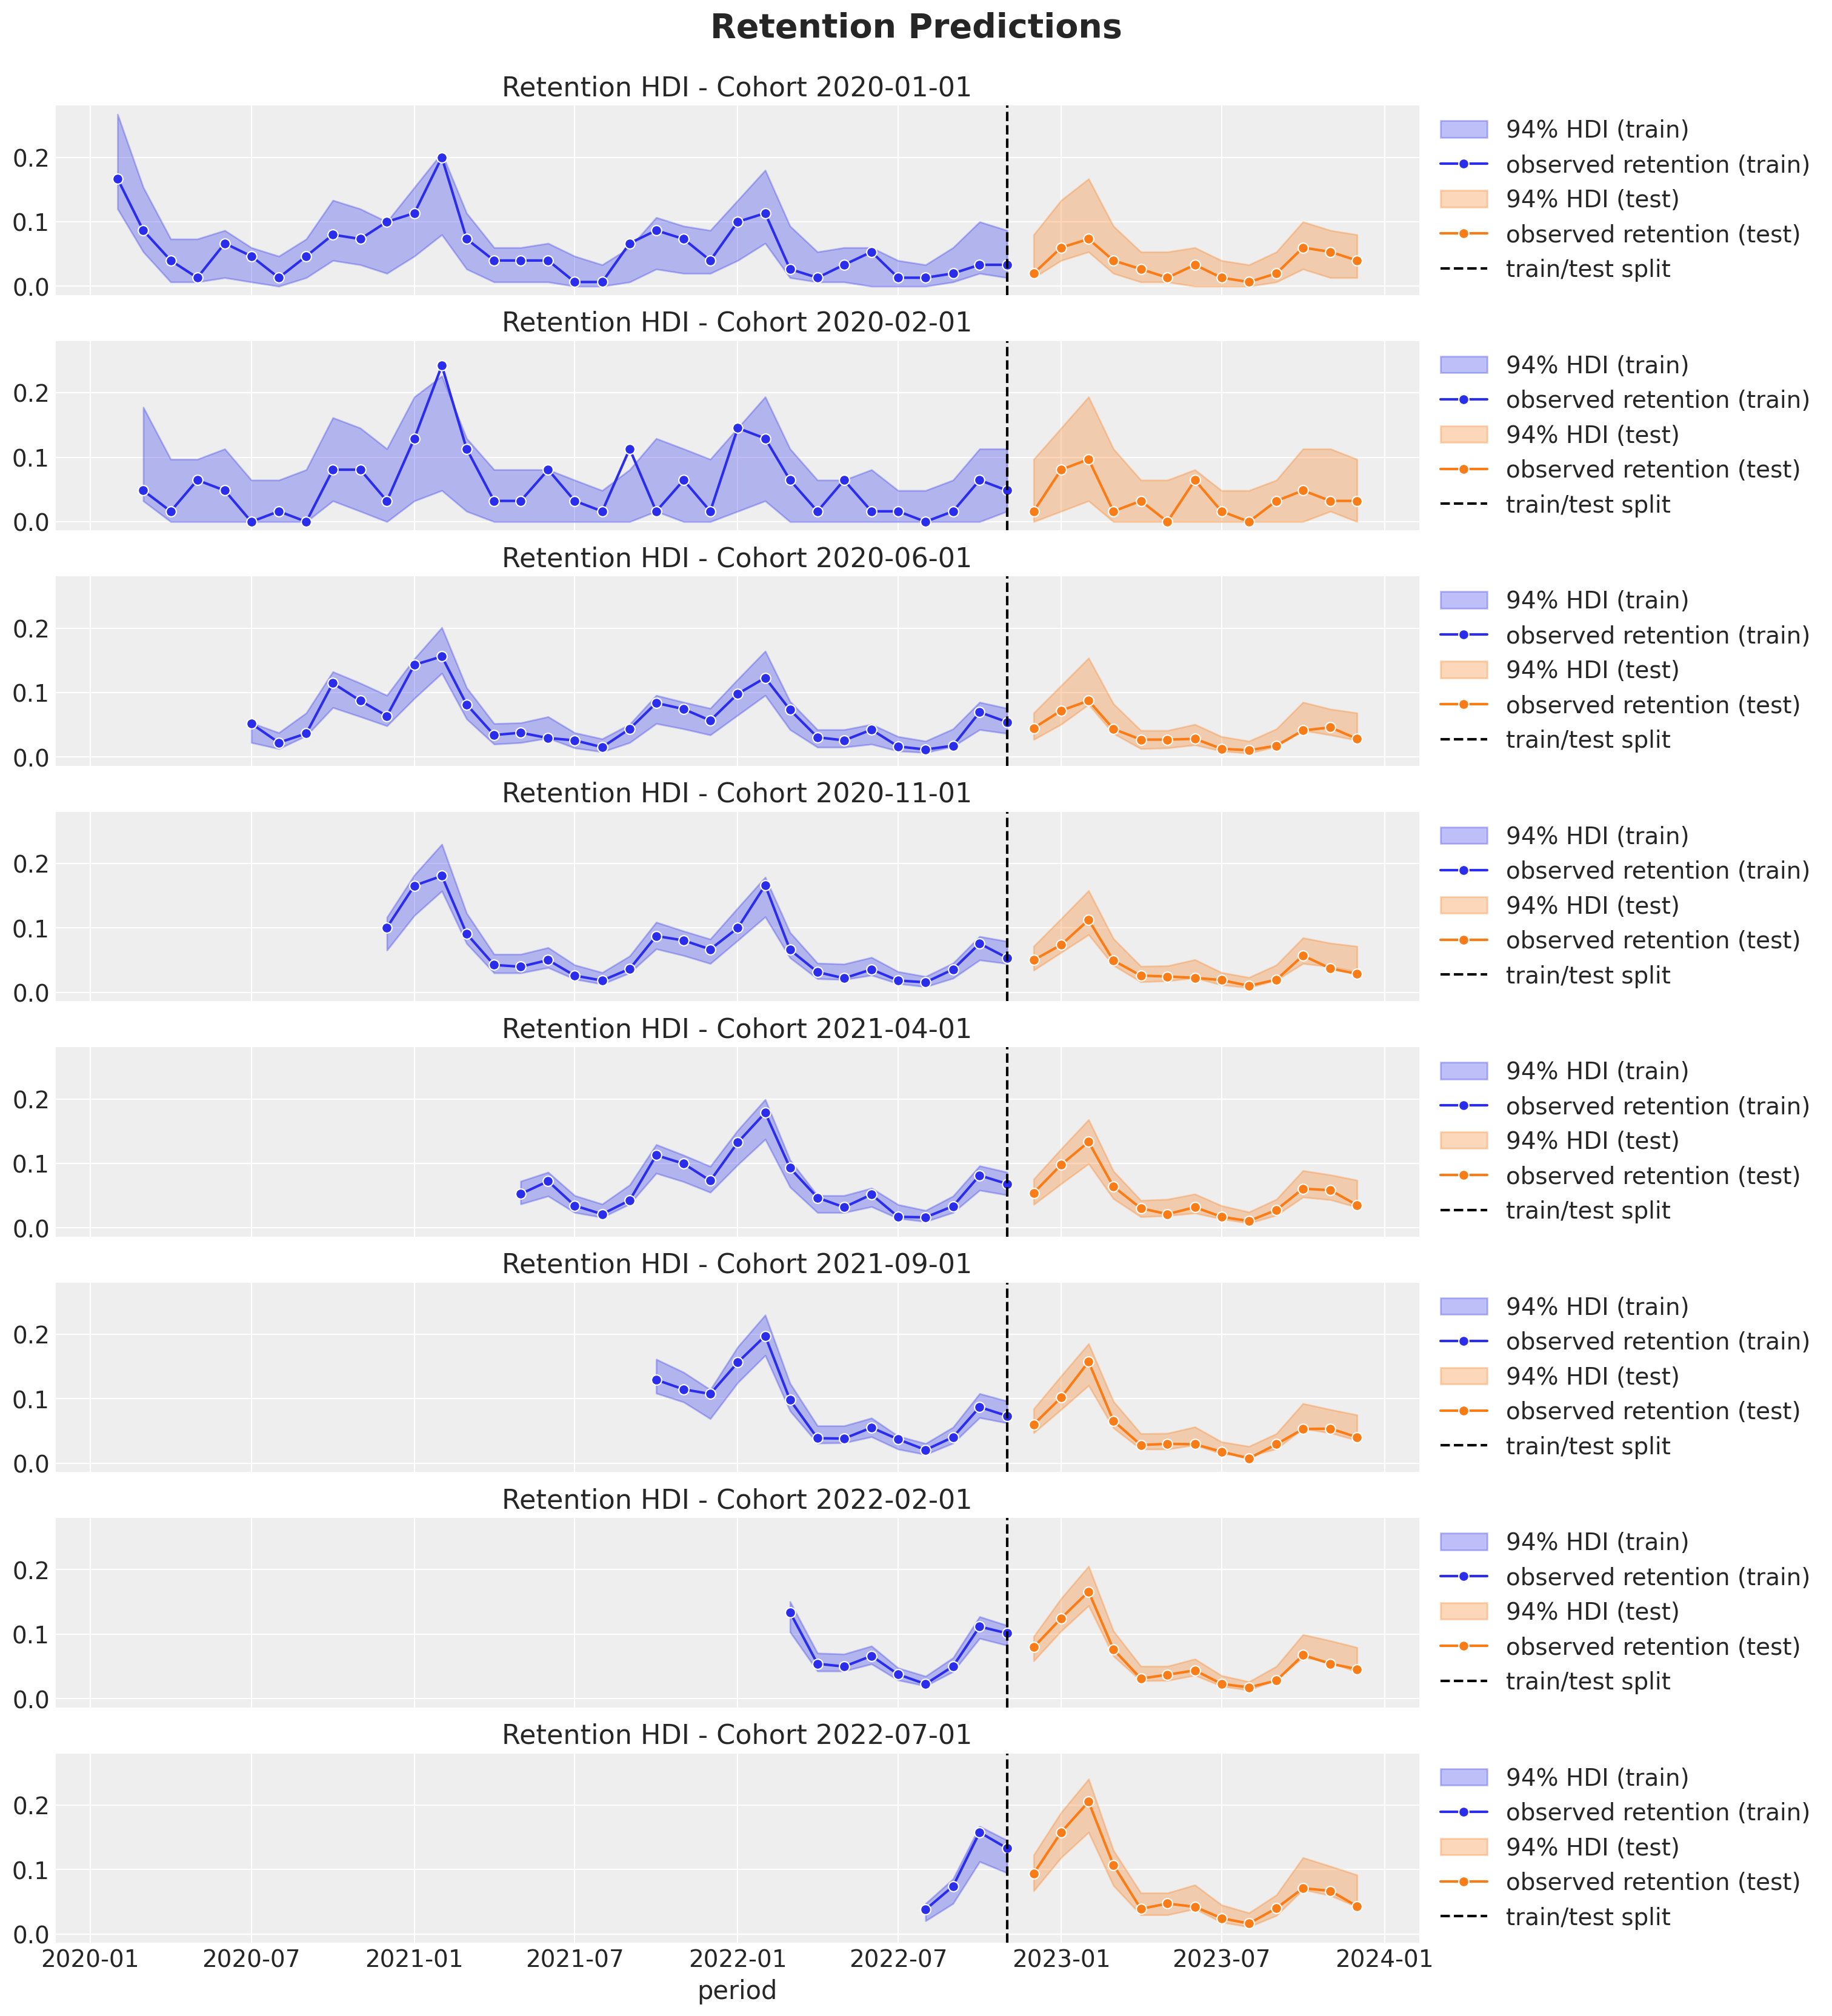 Retention Predictions
Retention HDI - Cohort 2020-01-01
0.2
0.1
0.0
94% HDI (train)
observed retention (train)
94% HDI (test)
observed retention (test)
train/test split
Retention HDI - Cohort 2020-02-01
0.2
0.1
0.0
94% HDI (train)
observed retention (train)
94% HDI (test)
observed retention (test)
train/test split
Retention HDI - Cohort 2020-06-01
0.2
0.1
0.0
94% HDI (train)
observed retention (train)
94% HDI (test)
observed retention (test)
train/test split
Retention HDI - Cohort 2020-11-01
0.2
0.1
0.0
94% HDI (train)
observed retention (train)
94% HDI (test)
observed retention (test)
train/test split
Retention HDI - Cohort 2021-04-01
0.2
0.1
0.0
94% HDI (train)
observed retention (train)
94% HDI (test)
observed retention (test)
train/test split
Retention HDI - Cohort 2021-09-01
0.2
0.1
0.0
94% HDI (train)
observed retention (train)
94% HDI (test)
observed retention (test)
train/test split
Retention HDI - Cohort 2022-02-01
0.2
0.1
0.0
94% HDI (train)
observed retention (train)
94% HDI (test)
observed retention (test)
train/test split
Retention HDI - Cohort 2022-07-01
0.2
0.1
0.0
94% HDI (train)
observed retention (train)
94% HDI (test)
observed retention (test)
train/test split
2020-01 2020-07 2021-01 2021-07 2022-01 2022-07 2023-01 2023-07 2024-01
period